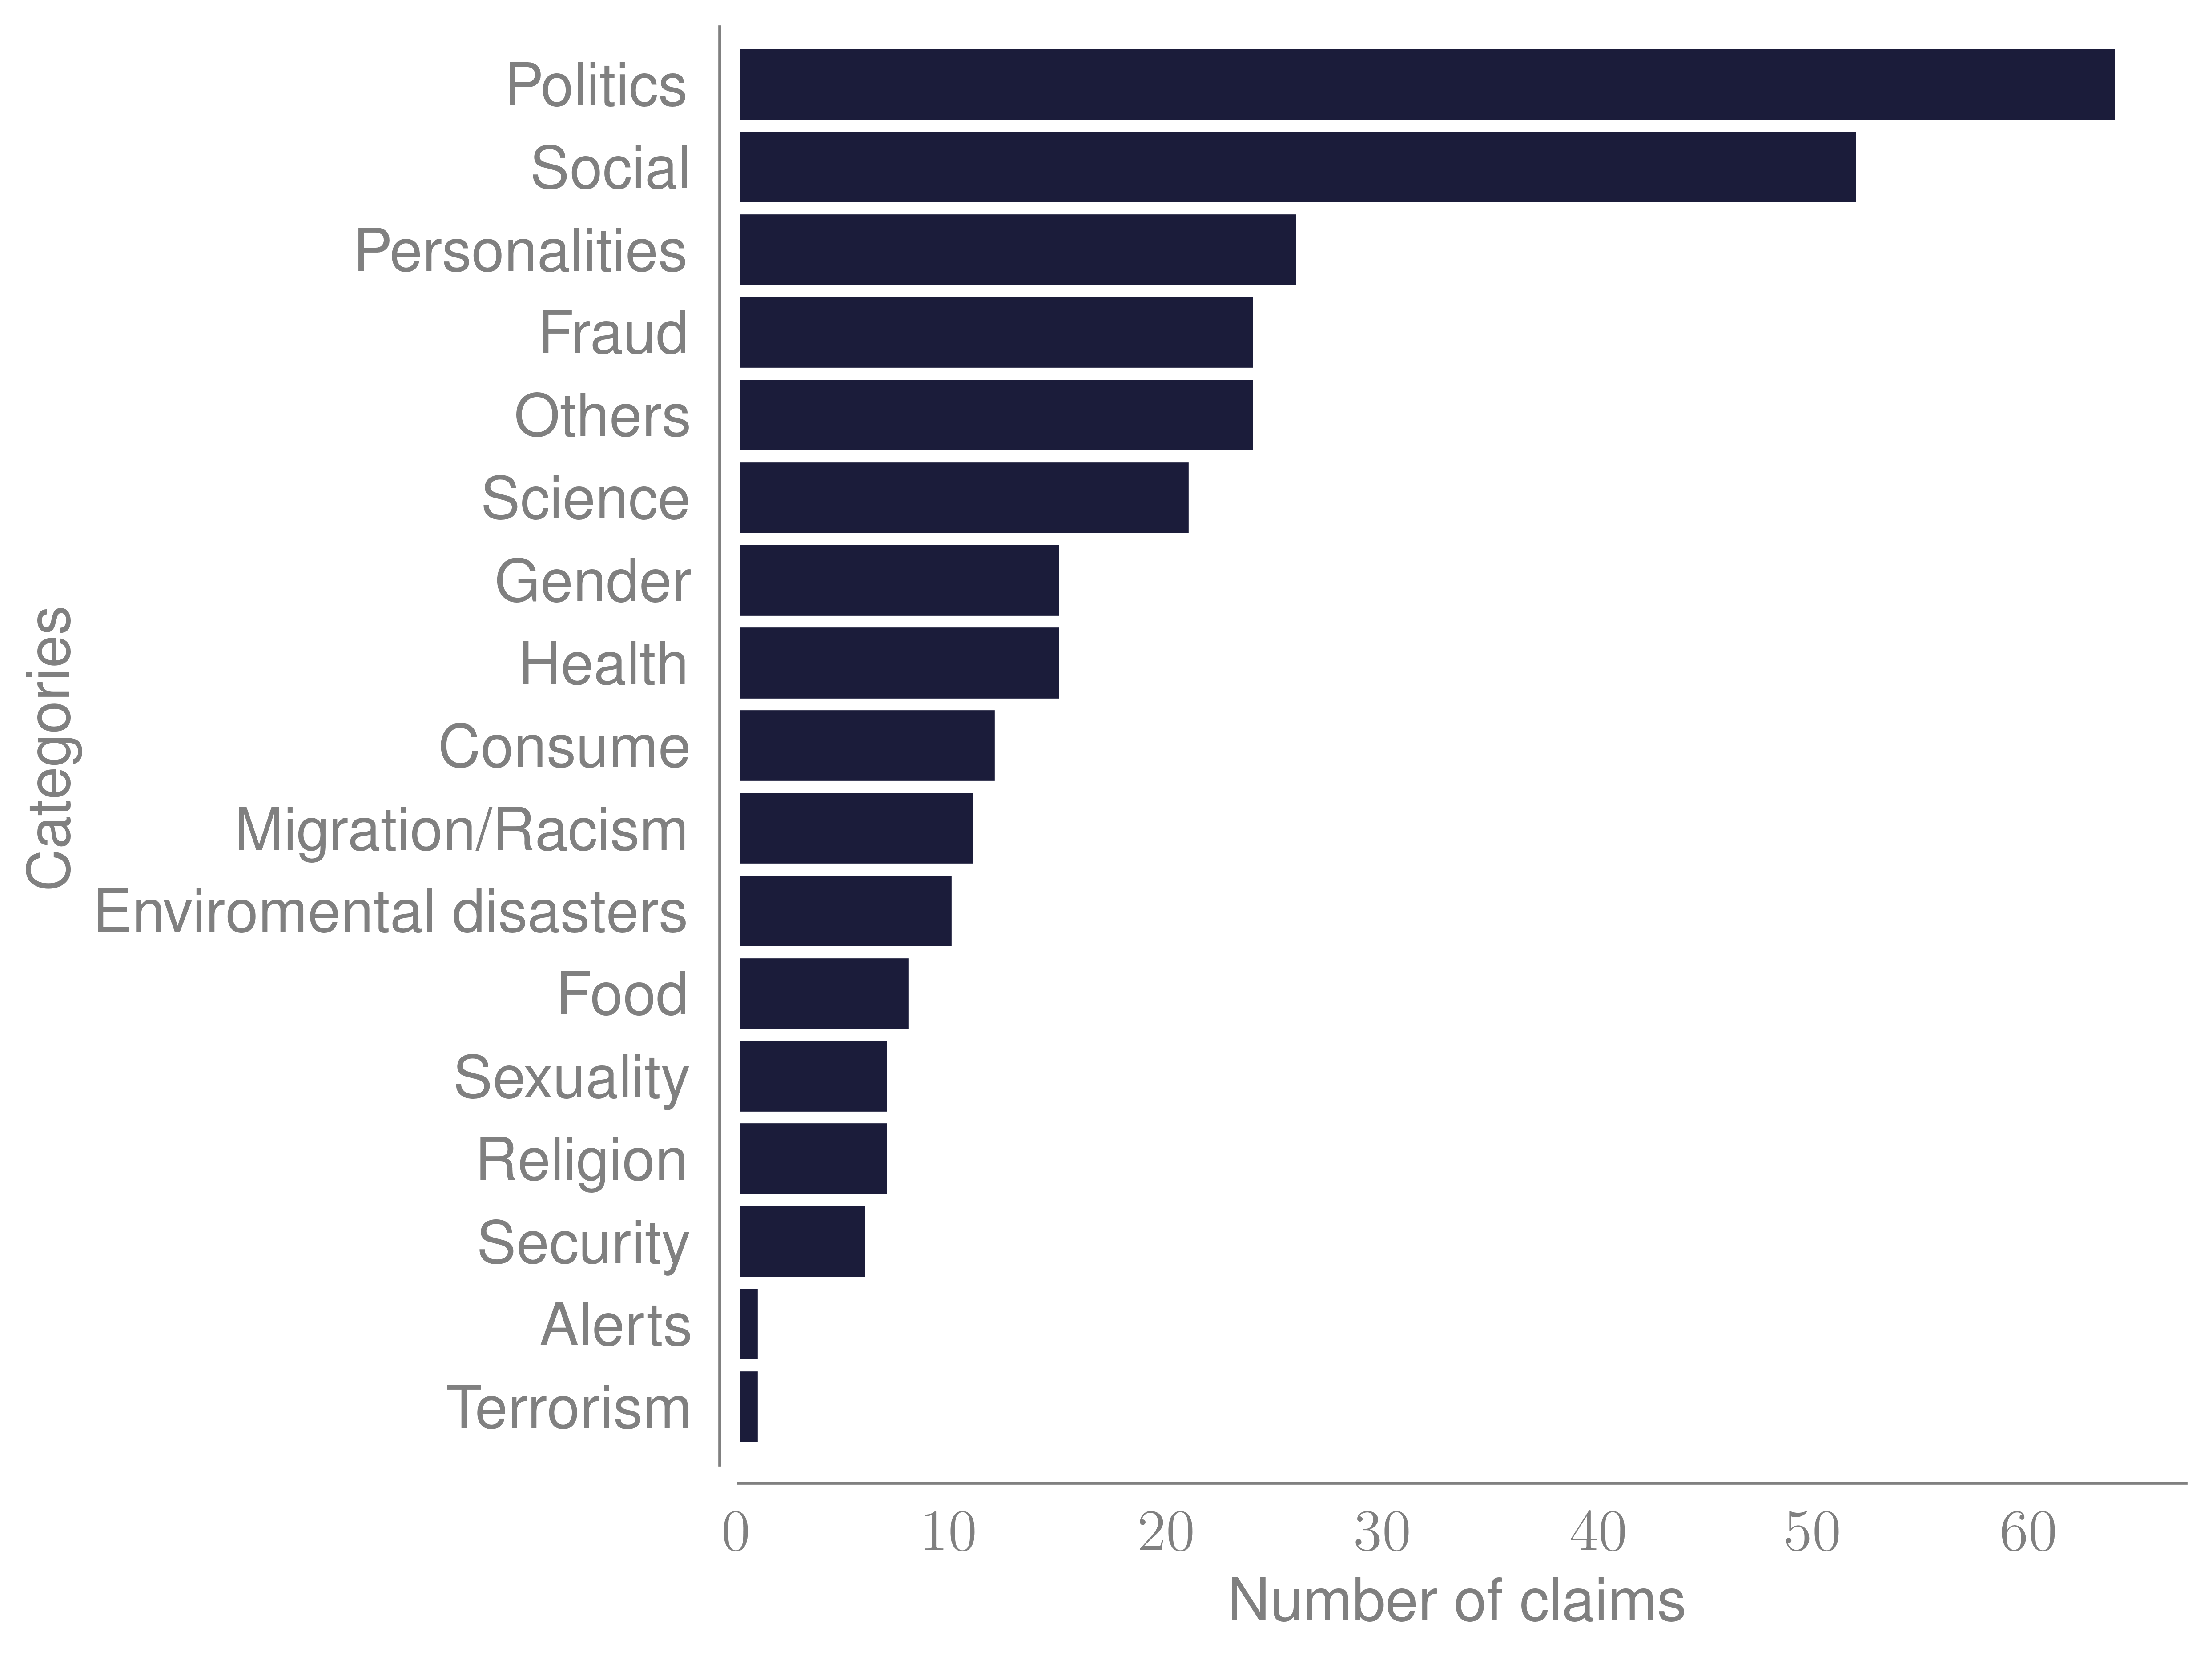 Politics
Social
Personalities
Fraud
Others
Science
Gender
Health
Consume
Migration/Racism
Enviromental disasters
Food
Sexuality
Religion
Security
Alerts
Terrorism
Categories
0 10 20 30 40 50 60
Number of claims